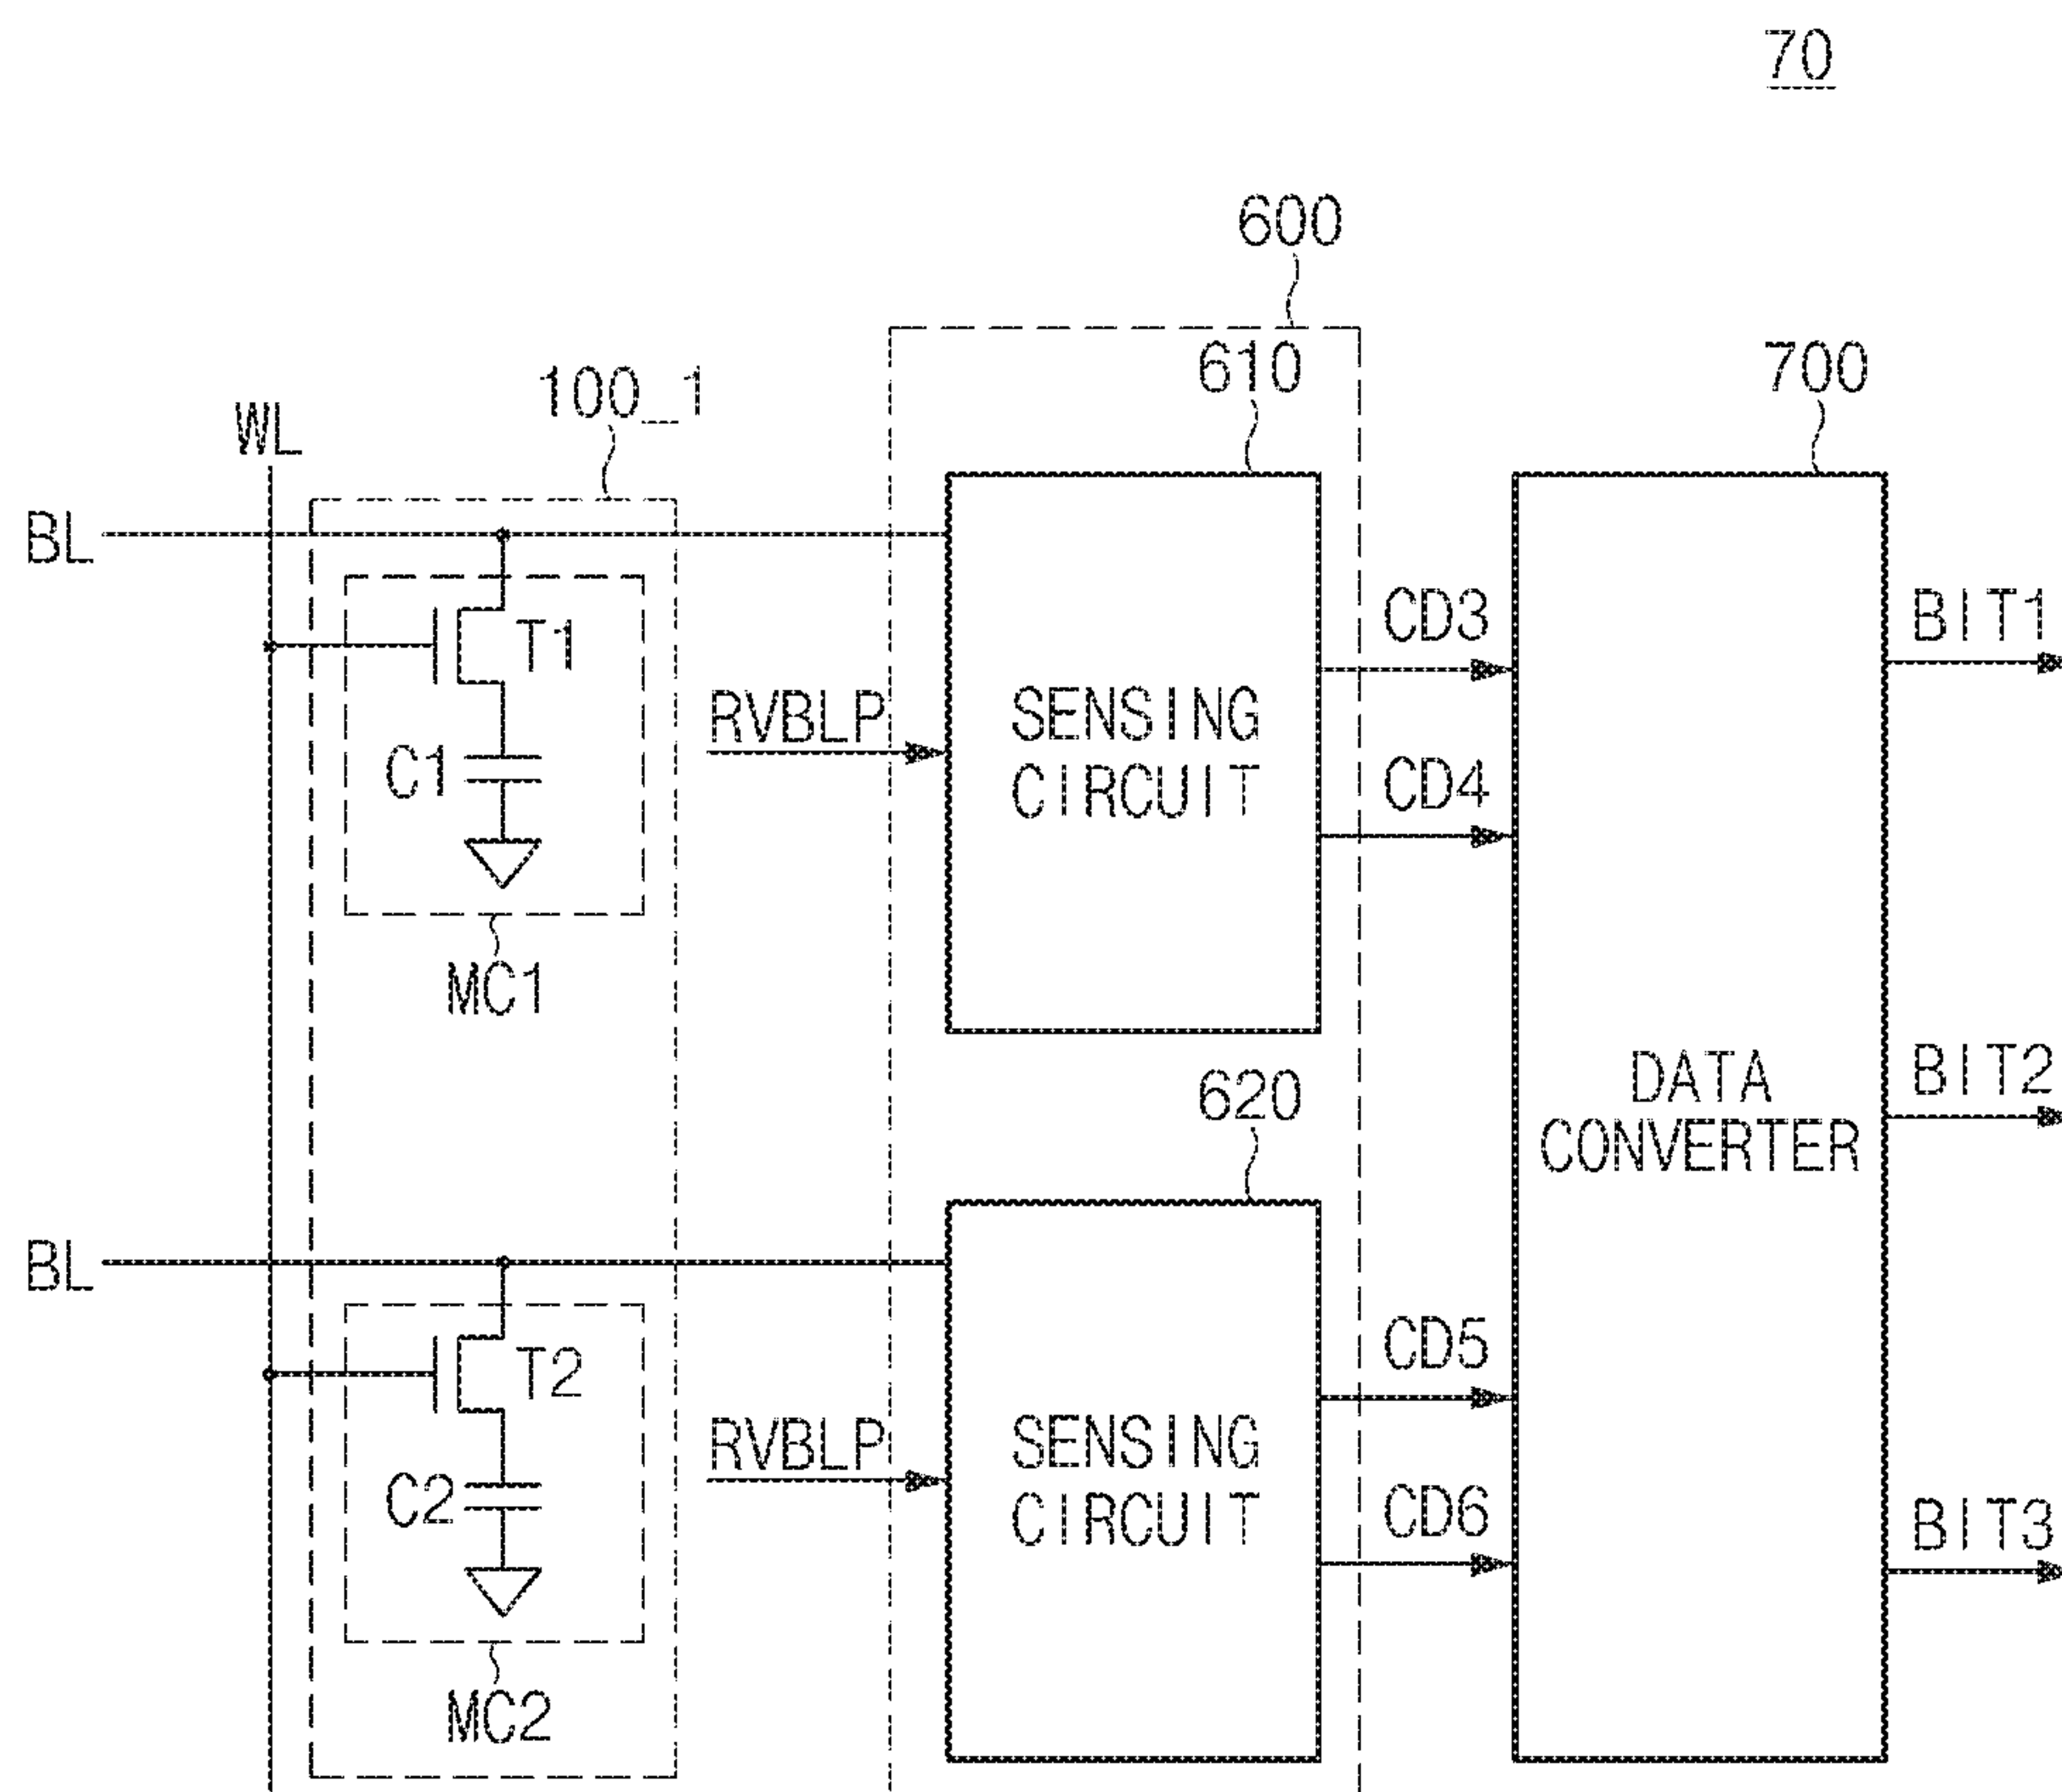 70
600
610
700
100_1
WL
BL
T1
C1
MC1
RVBLP
SENSING
CIRCUIT
CD3
CD4
BIT1
DATA
CONVERTER
BIT2
620
BL
T2
C2
MC2
RVBLP
SENSING
CIRCUIT
CD5
CD6
BIT3